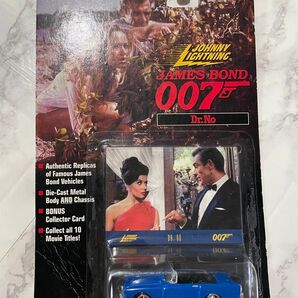 JOHNNY
LIGHTNING
JAMES BOND
007
Dr.No
Authentic Replicas
of Famous James
Bond Vehicles
Die-Cast Metal
Body AND Chassis
BONUS
Collector Card
Collect all 10
Movie Titles!
007